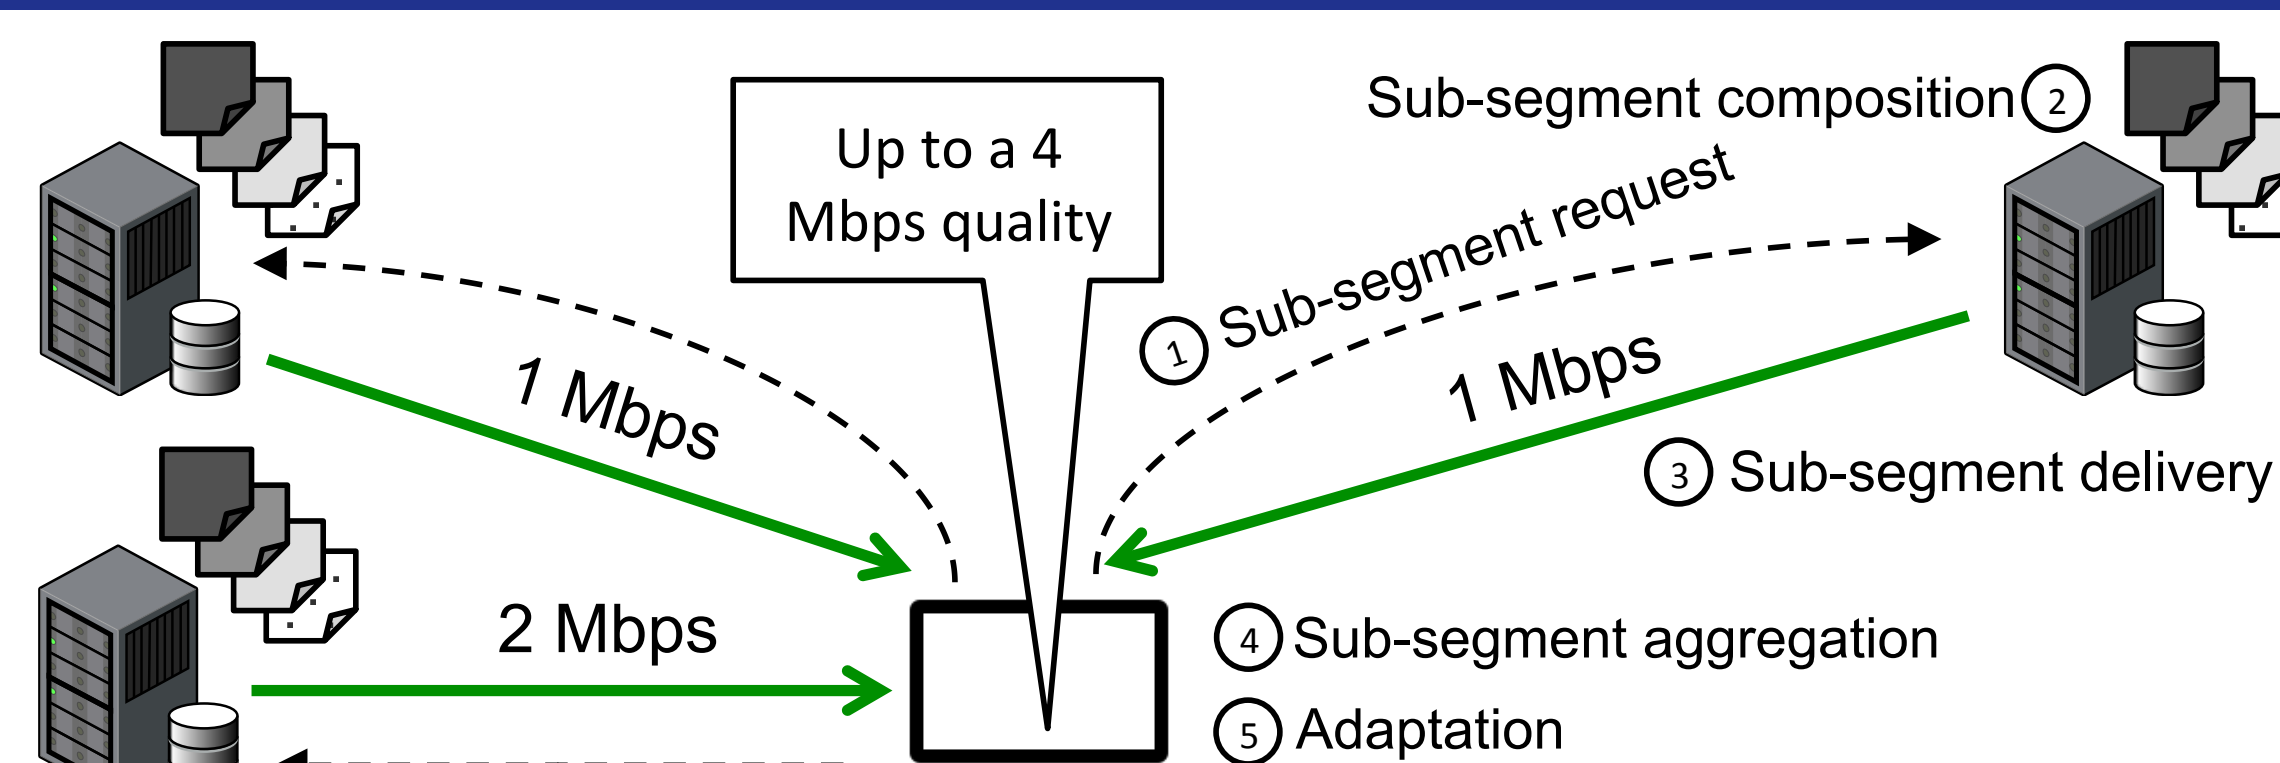 Sub-segment composition 2
Up to a 4
Mbps quality
1 Sub-segment request
1 Mbps
1 Mbps
3 Sub-segment delivery
2 Mbps
4 Sub-segment aggregation
5 Adaptation